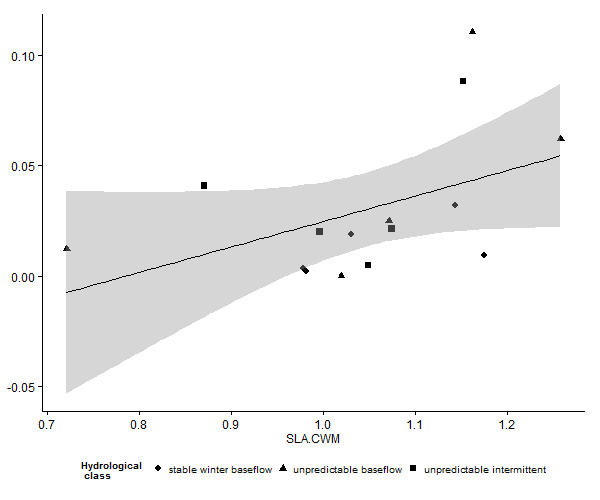 0.10
0.05
0.00
-0.05
0.7 0.8 0.9 1.0 1.1 1.2
SLA.CWM
Hydrological
class
stable winter baseflow unpredictable baseflow unpredictable intermittent